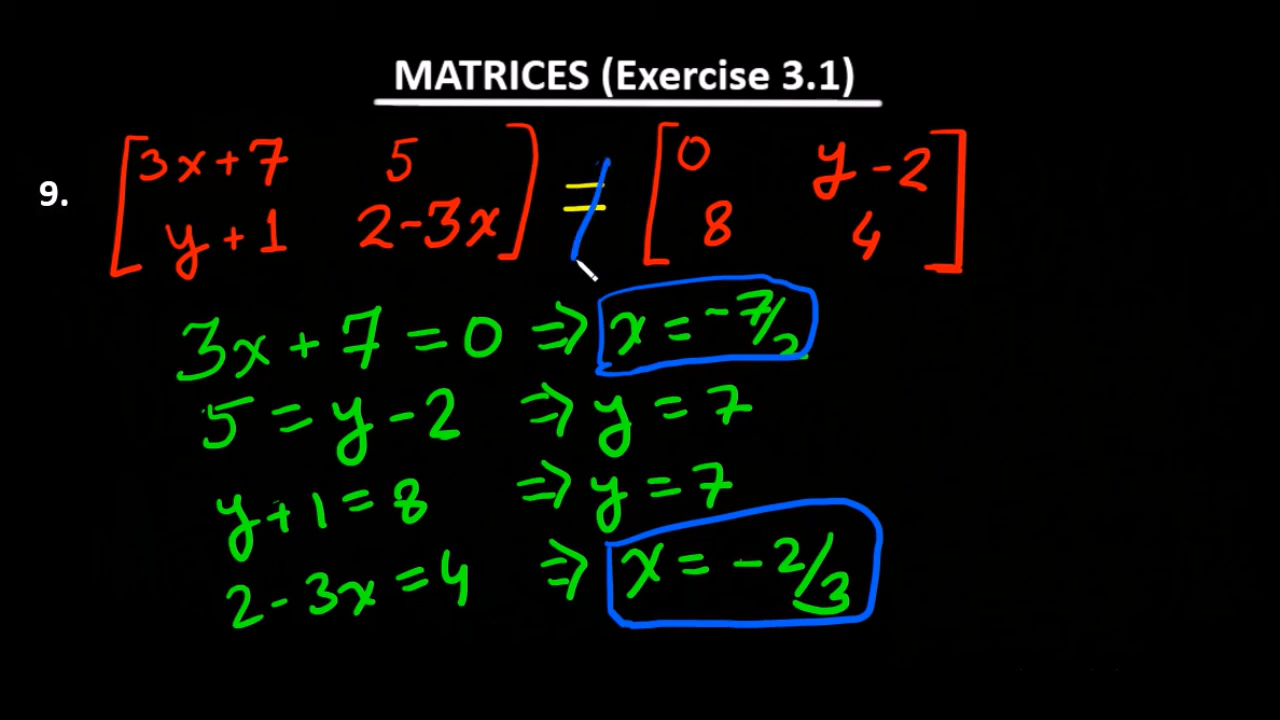 MATRICES (Exercise 3.1)
9. [3x+7 5 y+1 2-3x] ≠ [0 y-2 8 4]
3x+7=0 ⇒ x=-7/2
5=y-2 ⇒ y=7
y+1=8 ⇒ y=7
2-3x=4 ⇒ x=-2/3